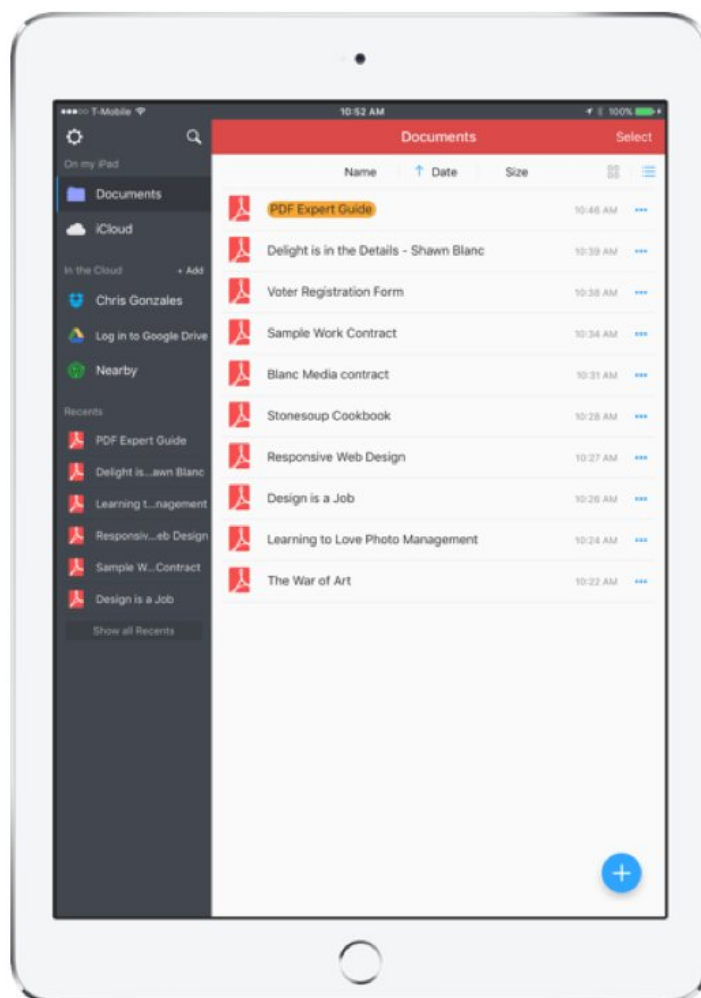 T-Mobile
10:52 AM
100%
Documents
Select
On my iPad
Documents
iCloud
In the Cloud
+ Add
Chris Gonzales
Log in to Google Drive
Nearby
Recents
PDF Expert Guide
Delight is...awn Blanc
Learning t...nagement
Responsiv...eb Design
Sample W...Contract
Design is a Job
Show all Recents
Name
Date
Size
PDF Expert Guide 10:46 AM
Delight is in the Details - Shawn Blanc 10:39 AM
Voter Registration Form 10:38 AM
Sample Work Contract 10:34 AM
Blanc Media contract 10:31 AM
Stonesoup Cookbook 10:28 AM
Responsive Web Design 10:27 AM
Design is a Job 10:26 AM
Learning to Love Photo Management 10:24 AM
The War of Art 10:22 AM